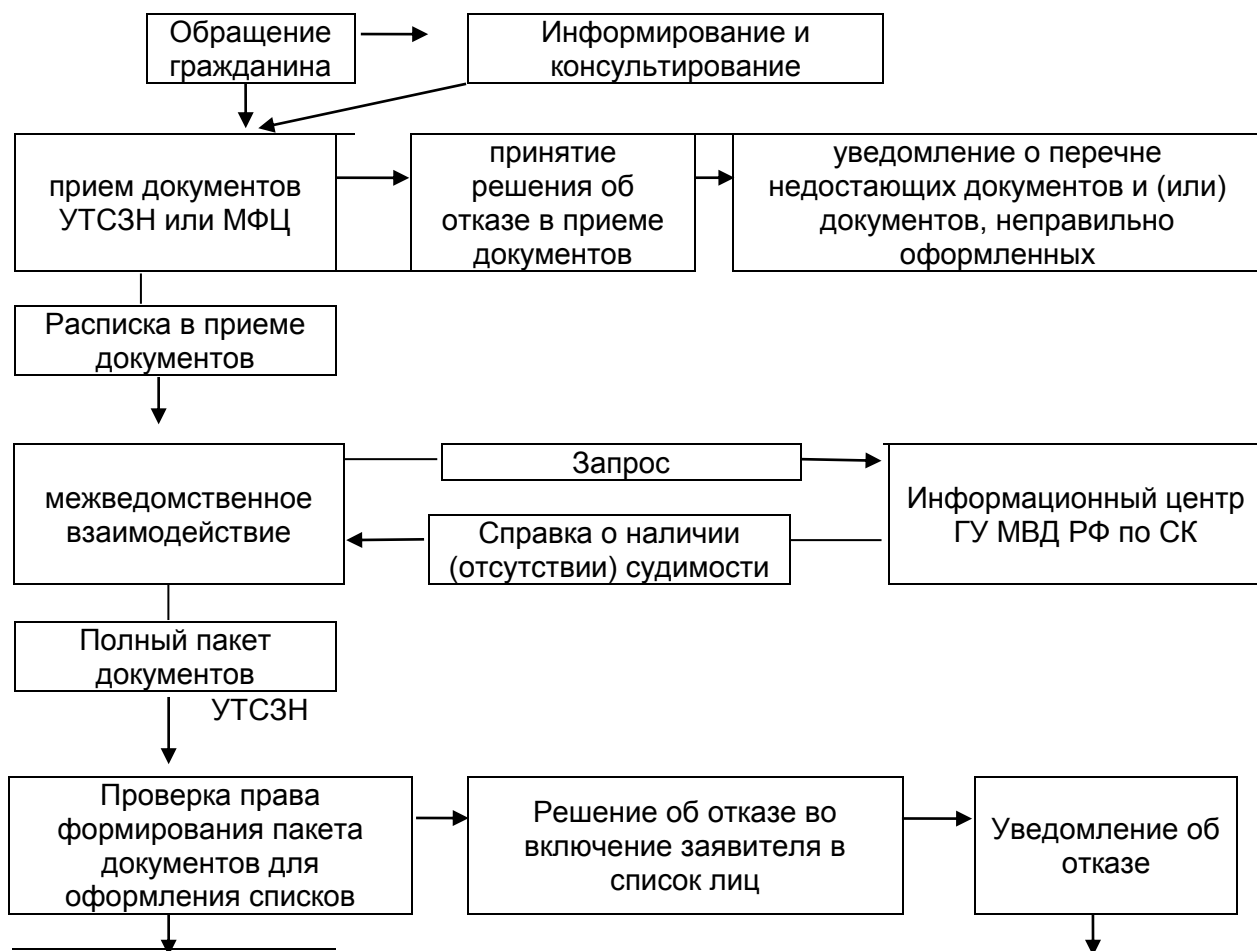 Обращение
гражданина
Информирование и
консультирование
прием документов
УТСЗН или МФЦ
принятие
решения об
отказе в приеме
документов
уведомление о перечне
недостающих документов и (или)
документов, неправильно
оформленных
Расписка в приеме
документов
межведомственное
взаимодействие
Запрос
Справка о наличии
(отсутствии) судимости
Информационный центр
ГУ МВД РФ по СК
Полный пакет
документов
УТСЗН
Проверка права
формирования пакета
документов для
оформления списков
Решение об отказе во
включение заявителя в
список лиц
Уведомление об
отказе